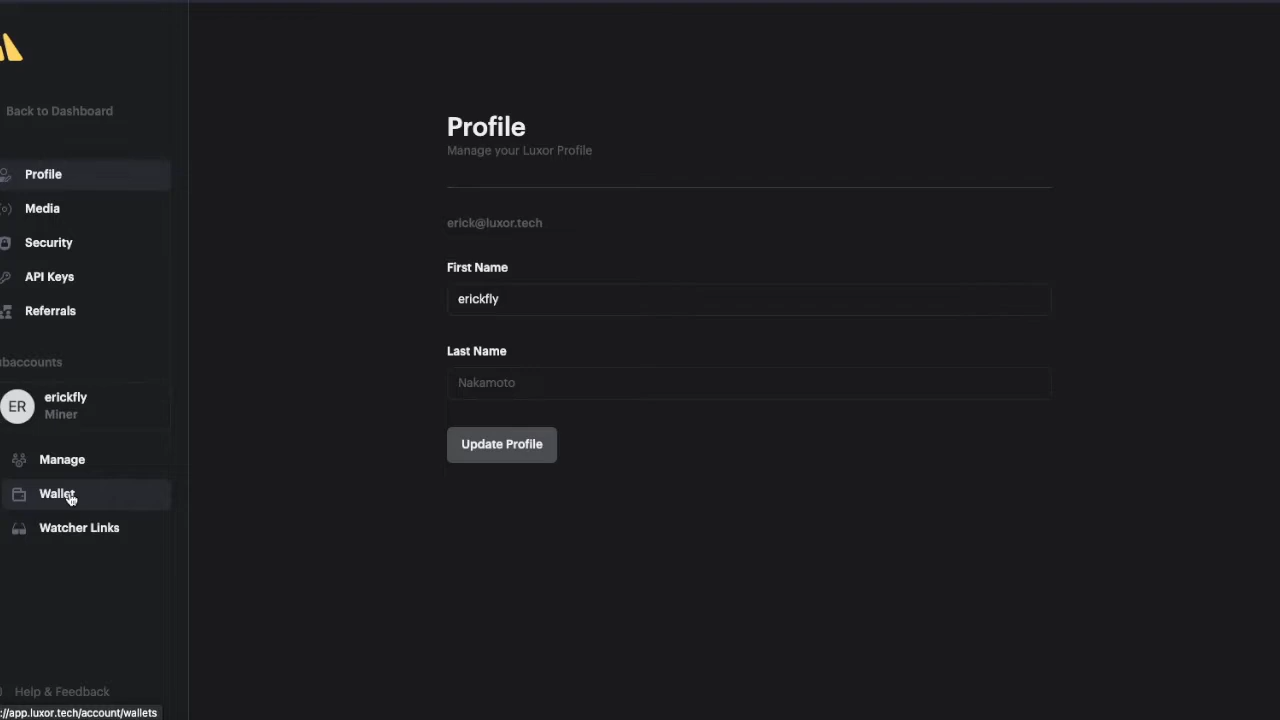 Back to Dashboard
Profile
Media
Security
API Keys
Referrals
baccounts
ER
erickfly
Miner
Manage
Wallet
Watcher Links
Help & Feedback
://app.luxor.tech/account/wallets
Profile
Manage your Luxor Profile
erick@luxor.tech
First Name
erickfly
Last Name
Nakamoto
Update Profile